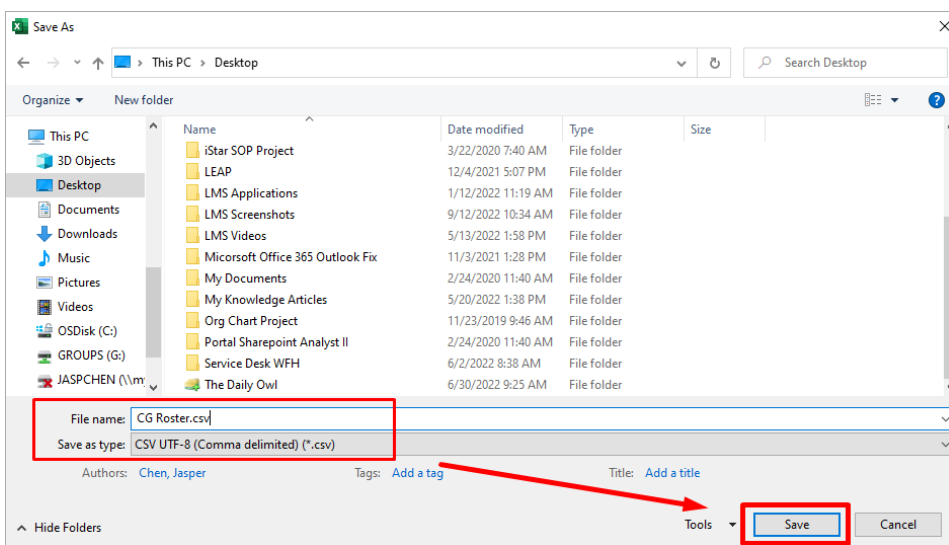 Save As
This PC > Desktop
Search Desktop
Organize
New folder
Name Date modified Type Size
This PC
3D Objects
Desktop
Documents
Downloads
Music
Pictures
Videos
OSDisk (C:)
GROUPS (G:)
JASPCHEN (\\my
iStar SOP Project 3/22/2020 7:40 AM File folder
LEAP 12/4/2021 5:07 PM File folder
LMS Applications 1/12/2022 11:19 AM File folder
LMS Screenshots 9/12/2022 10:34 AM File folder
LMS Videos 5/13/2022 1:58 PM File folder
Micorsoft Office 365 Outlook Fix 11/3/2021 1:28 PM File folder
My Documents 2/24/2020 11:40 AM File folder
My Knowledge Articles 5/20/2022 1:38 PM File folder
Org Chart Project 11/23/2019 9:46 AM File folder
Portal Sharepoint Analyst II 2/24/2020 11:40 AM File folder
Service Desk WFH 6/2/2022 8:38 AM File folder
The Daily Owl 6/30/2022 9:25 AM File folder
File name: CG Roster.csv
Save as type: CSV UTF-8 (Comma delimited) (*.csv)
Authors: Chen, Jasper Tags: Add a tag Title: Add a title
Hide Folders Tools Save Cancel